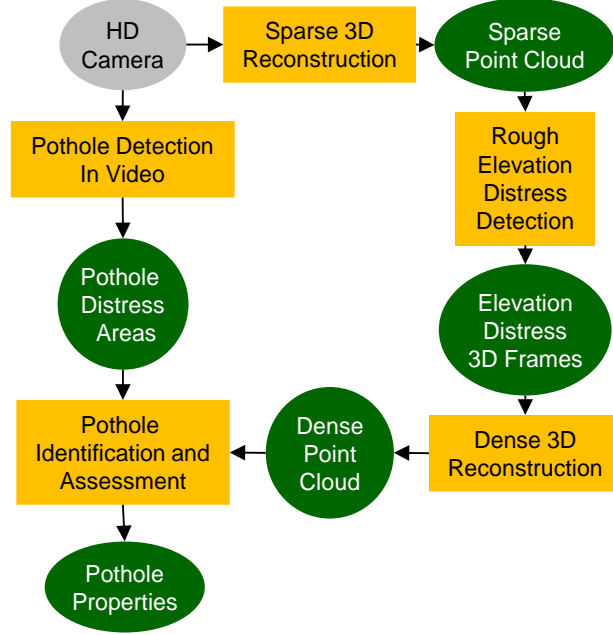 HD
Camera
Sparse 3D
Reconstruction
Sparse
Point Cloud
Pothole Detection
In Video
Rough
Elevation
Distress
Detection
Pothole
Distress
Areas
Elevation
Distress
3D Frames
Pothole
Identification and
Assessment
Dense
Point
Cloud
Dense 3D
Reconstruction
Pothole
Properties